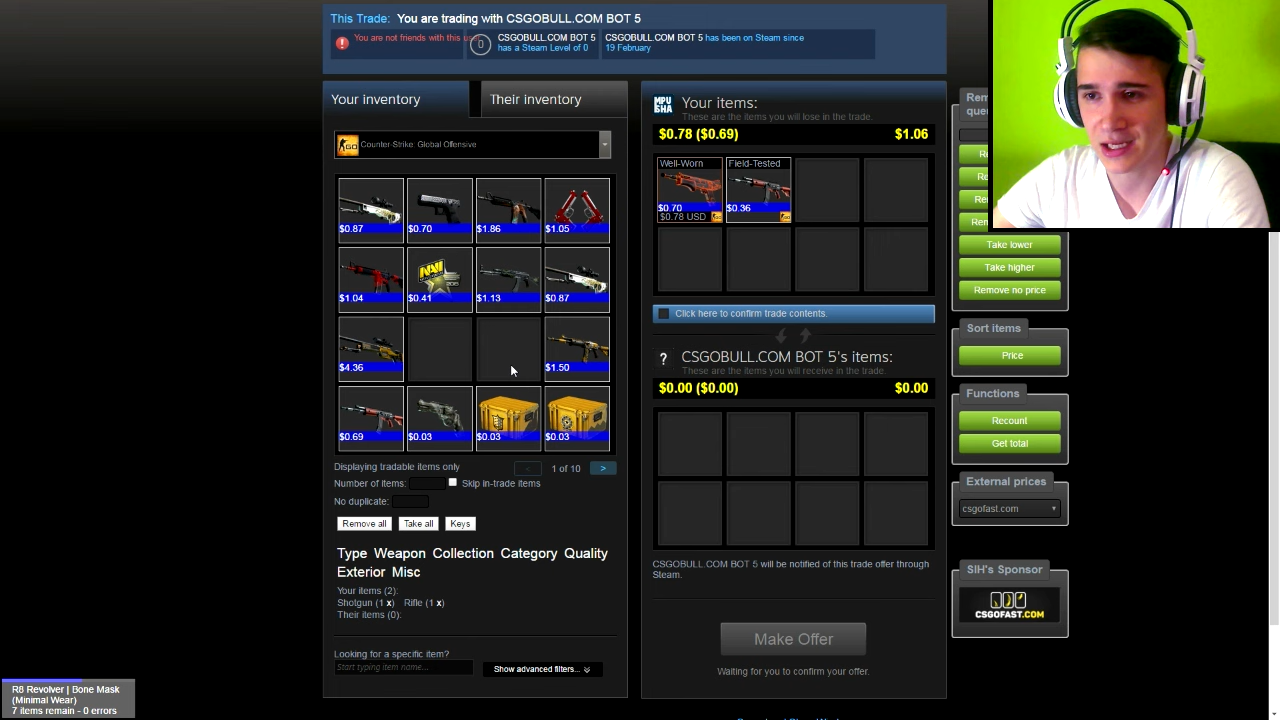 This Trade: You are trading with CSGOBULL.COM BOT 5
You are not friends with this
CSGOBULL.COM BOT 5
has a Steam Level of 0
0
CSGOBULL.COM BOT 5 has been on Steam since
19 February
Your inventory
Their inventory
Counter-Strike: Global Offensive
$0.87
$0.70
$1.86
$1.05
$1.04
$0.41
$1.13
$0.87
$4.36
$1.50
$0.69
$0.03
$0.03
$0.03
Displaying tradable items only
< 1 of 10 >
Number of items:
Skip in-trade items
No duplicate:
Remove all
Take all
Keys
Type Weapon Collection Category Quality
Exterior Misc
Your items (2):
Shotgun (1 x) Rifle (1 x)
Their items (0):
Looking for a specific item?
Start typing item name...
Show advanced filters...
Your items:
These are the items you will lose in the trade.
$0.78 ($0.69)
$1.06
Well-Worn
$0.70
$0.78 USD
Field-Tested
$0.36
Click here to confirm trade contents.
?
CSGOBULL.COM BOT 5's items:
These are the items you will receive in the trade.
$0.00 ($0.00)
$0.00
CSGOBULL.COM BOT 5 will be notified of this trade offer through
Steam.
Make Offer
Waiting for you to confirm your offer.
Take lower
Take higher
Remove no price
Sort items
Price
Functions
Recount
Get total
External prices
csgofast.com
SIH's Sponsor
CSGOFAST.COM
R8 Revolver | Bone Mask
(Minimal Wear)
7 items remain - 0 errors